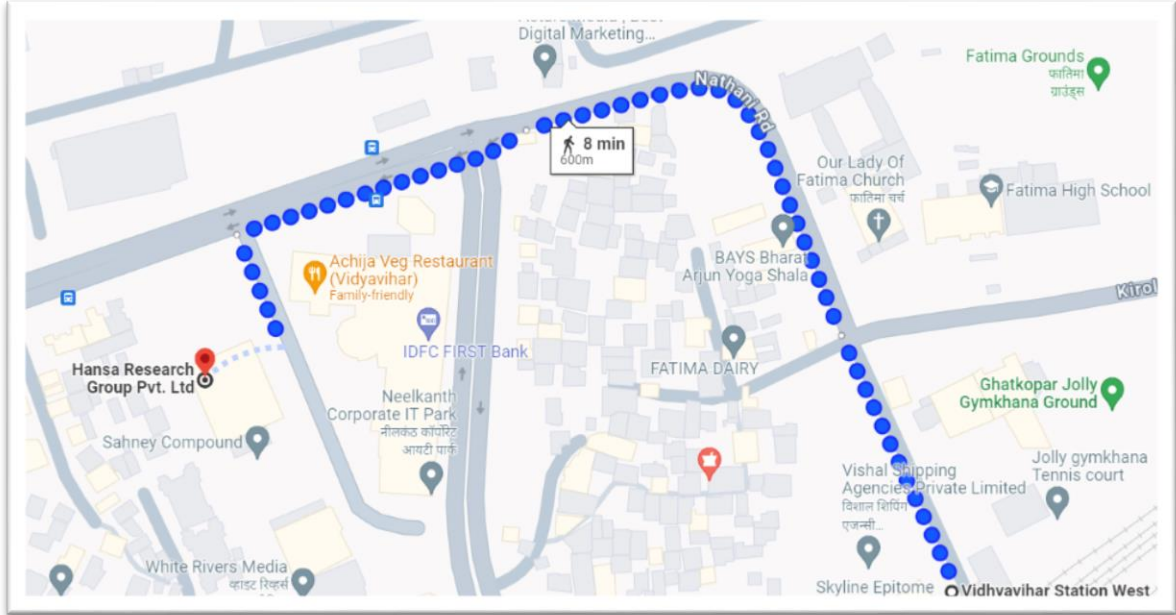 Digital Marketing...
Fatima Grounds
फातिमा
ग्राउंड्स
Nathani Rd
8 min
600m
Our Lady Of
Fatima Church
फातिमा चर्च
Fatima High School
BAYS Bharat
Arjun Yoga Shala
Achija Veg Restaurant
(Vidyavihar)
Family-friendly
Kirol
IDFC FIRST Bank
Hansa Research
Group Pvt. Ltd
FATIMA DAIRY
Neelkanth
Corporate IT Park
नीलकंठ कॉर्पोरेट
आयटी पार्क
Ghatkopar Jolly
Gymkhana Ground
Sahney Compound
Jolly gymkhana
Tennis court
Vishal Shipping
Agencies Private Limited
विशाल शिपिंग
एजन्सी...
White Rivers Media
व्हाइट रिव्हर्स
Skyline Epitome
Vidhyavihar Station West